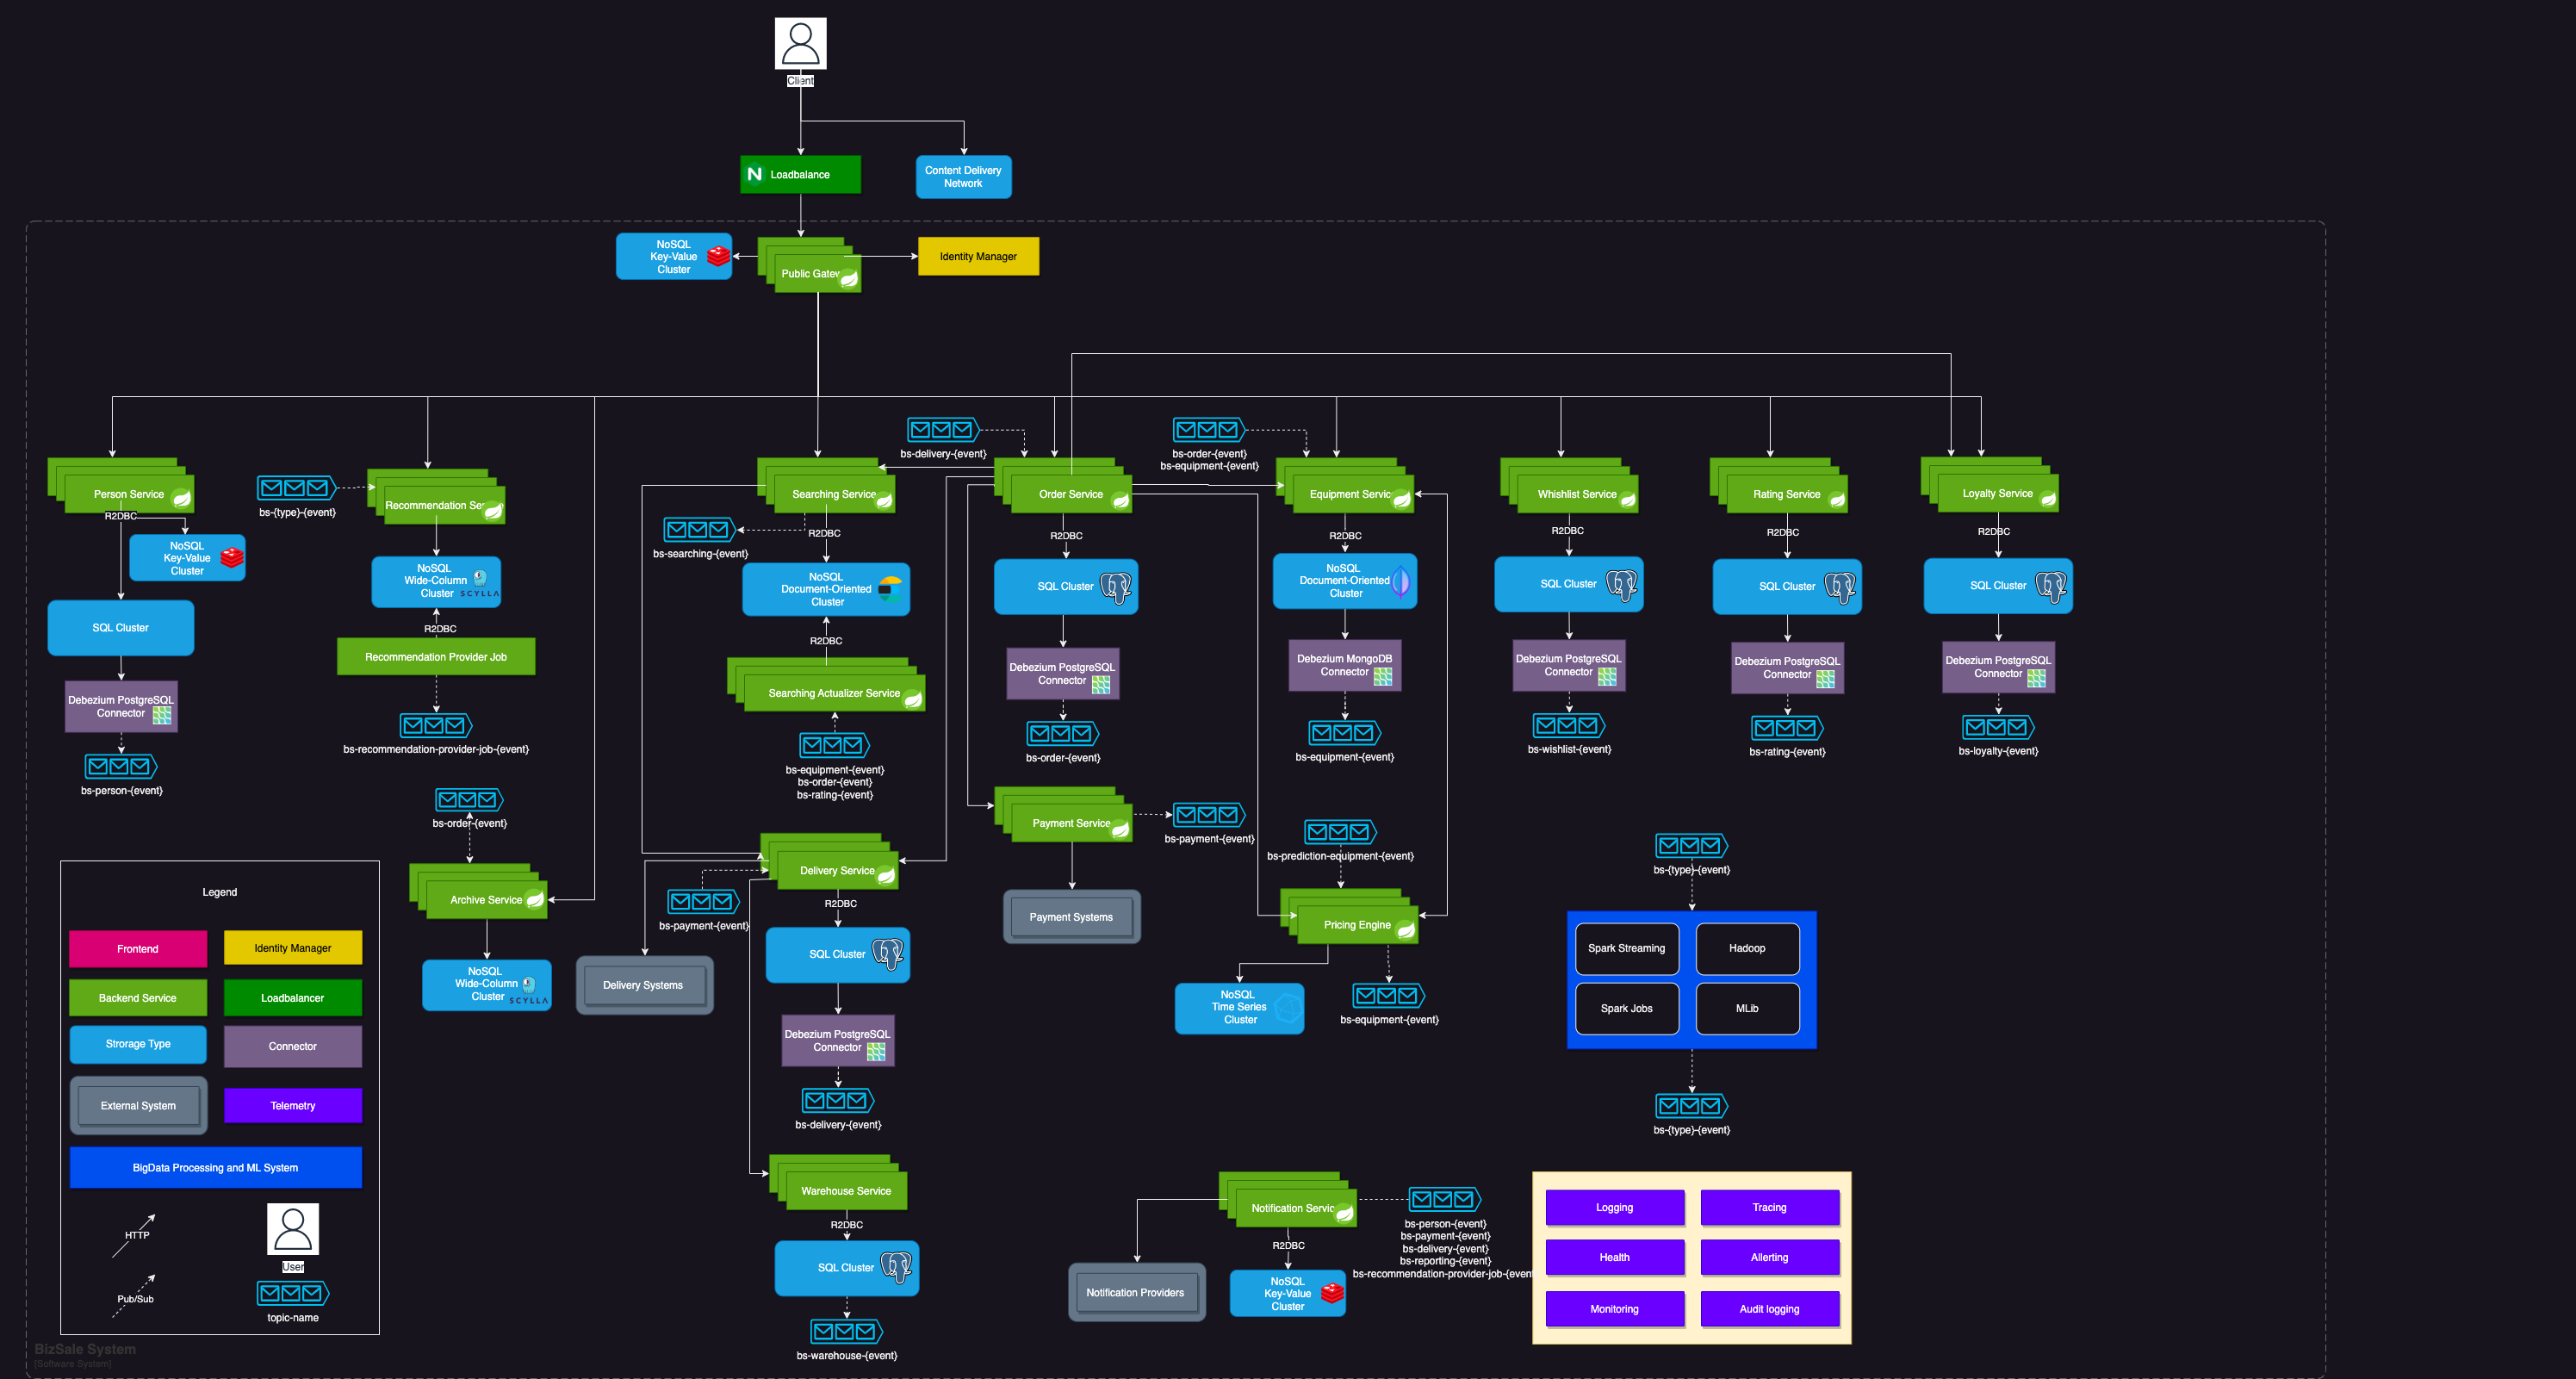 Client
Loadbalance
Content Delivery
Network
NoSQL
Key-Value
Cluster
Public Gatew
Identity Manager
bs-delivery-{event}
bs-order-{event}
bs-equipment-{event}
Person Service
R2DBC
NoSQL
Key-Value
Cluster
SQL Cluster
Debezium PostgreSQL
Connector
bs-person-{event}
bs-{type}-{event}
Recommendation Se
NoSQL
Wide-Column
Cluster
SCYLLA
R2DBC
Recommendation Provider Job
bs-recommendation-provider-job-{event}
bs-order-{event}
Archive Service
NoSQL
Wide-Column
Cluster
SCYLLA
Searching Service
bs-searching-{event}
R2DBC
NoSQL
Document-Oriented
Cluster
R2DBC
Searching Actualizer Service
bs-equipment-{event}
bs-order-{event}
bs-rating-{event}
Delivery Service
bs-payment-{event}
Delivery Systems
R2DBC
SQL Cluster
Debezium PostgreSQL
Connector
bs-delivery-{event}
Warehouse Service
R2DBC
SQL Cluster
bs-warehouse-{event}
Order Service
R2DBC
SQL Cluster
Debezium PostgreSQL
Connector
bs-order-{event}
Payment Service
bs-payment-{event}
Payment Systems
Equipment Servic
R2DBC
NoSQL
Document-Oriented
Cluster
Debezium MongoDB
Connector
bs-equipment-{event}
bs-prediction-equipment-{event}
Pricing Engine
NoSQL
Time Series
Cluster
bs-equipment-{event}
Whishlist Service
R2DBC
SQL Cluster
Debezium PostgreSQL
Connector
bs-wishlist-{event}
Rating Service
R2DBC
SQL Cluster
Debezium PostgreSQL
Connector
bs-rating-{event}
Loyalty Service
R2DBC
SQL Cluster
Debezium PostgreSQL
Connector
bs-loyalty-{event}
bs-{type}-{event}
Spark Streaming
Hadoop
Spark Jobs
MLib
bs-{type}-{event}
Notification Servic
R2DBC
NoSQL
Key-Value
Cluster
Notification Providers
bs-person-{event}
bs-payment-{event}
bs-delivery-{event}
bs-reporting-{event}
bs-recommendation-provider-job-{even
Logging
Tracing
Health
Allerting
Monitoring
Audit logging
Legend
Frontend
Identity Manager
Backend Service
Loadbalancer
Strorage Type
Connector
External System
Telemetry
BigData Processing and ML System
HTTP
User
Pub/Sub
topic-name
BizSale System
[Software System]